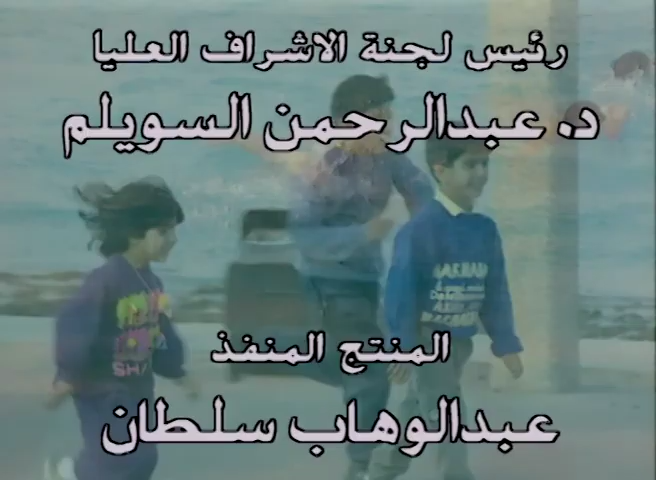 رئيس لجنة الاشراف العليا
د. عبدالرحمن السويلم
المنتج المنفذ
عبدالوهاب سلطان